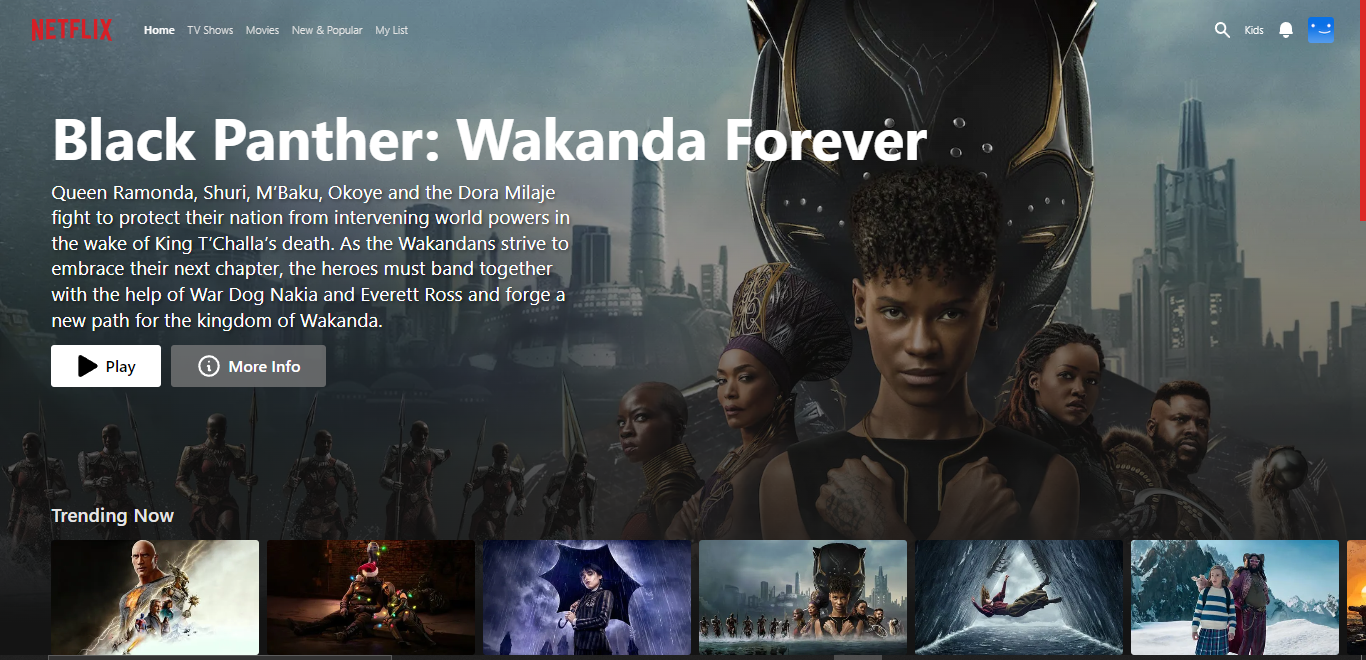 NETFLIX
Home TV Shows Movies New & Popular My List
Kids
Black Panther: Wakanda Forever
Queen Ramonda, Shuri, M’Baku, Okoye and the Dora Milaje
fight to protect their nation from intervening world powers in
the wake of King T’Challa’s death. As the Wakandans strive to
embrace their next chapter, the heroes must band together
with the help of War Dog Nakia and Everett Ross and forge a
new path for the kingdom of Wakanda.
Play
More Info
Trending Now